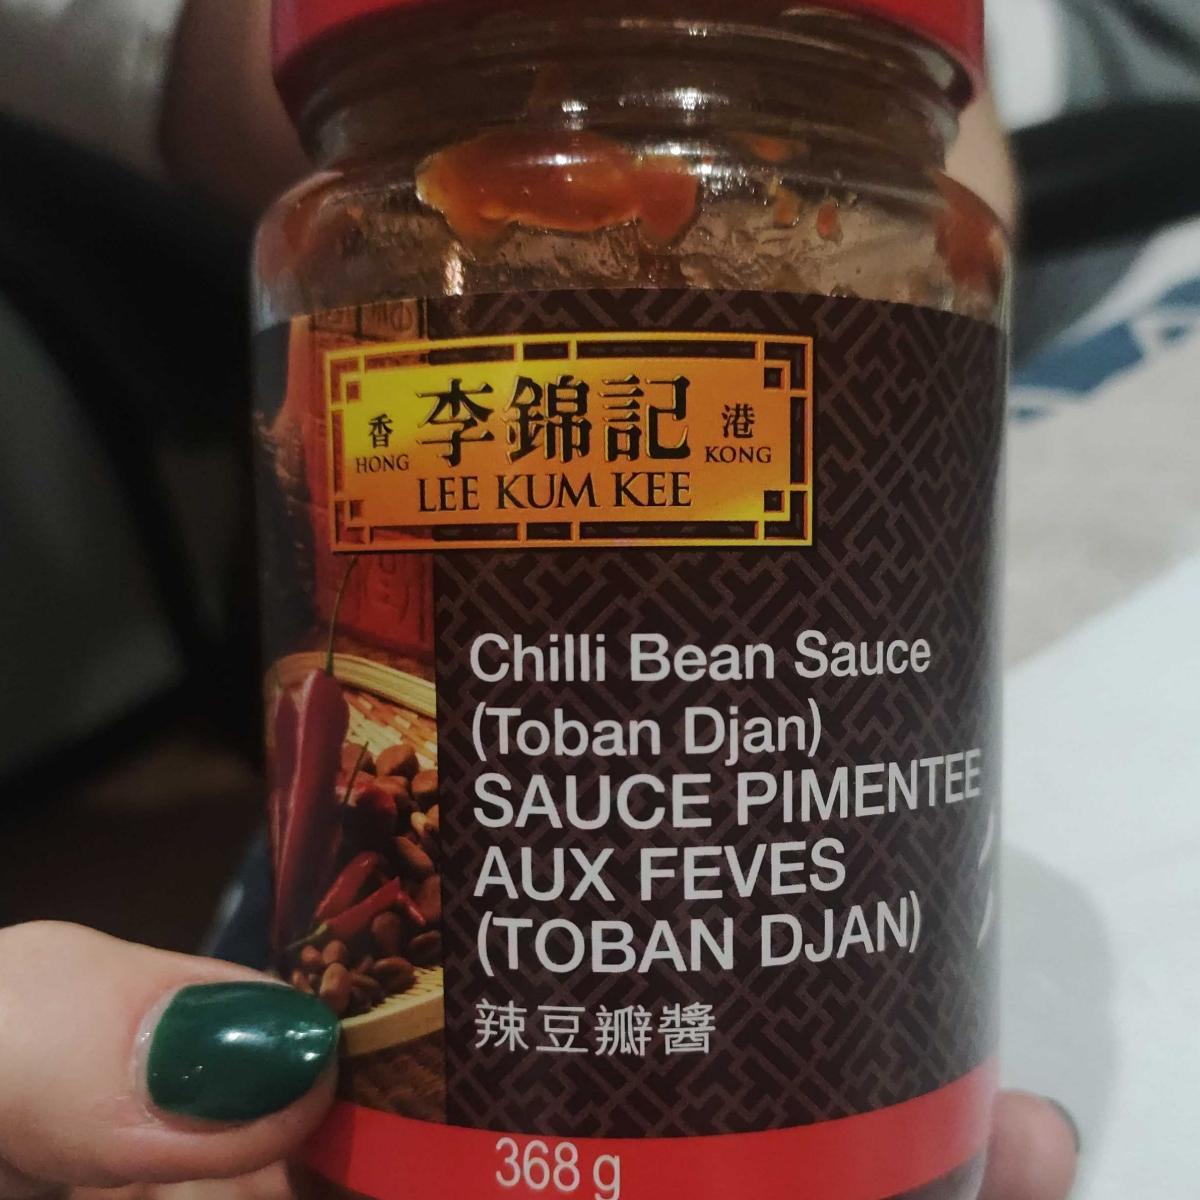 李錦記
香 港
HONG KONG
LEE KUM KEE
Chilli Bean Sauce
(Toban Djan)
SAUCE PIMENTEE
AUX FEVES
(TOBAN DJAN)
辣豆瓣醬
368 g